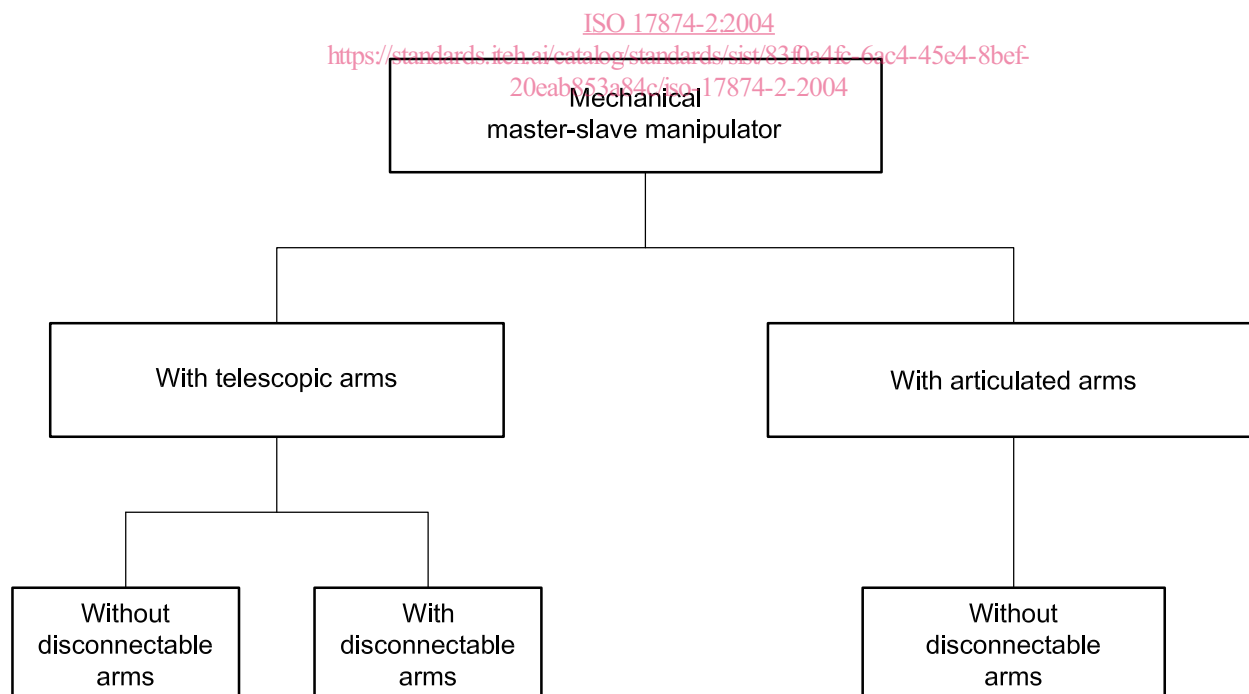 ISO 17874-2:2004
https://standards.iteh.ai/catalog/standards/sist/83f0a4fc-6ac4-45e4-8bef-
20eab853a84c/iso-17874-2-2004
Mechanical
master-slave manipulator
With telescopic arms
With articulated arms
Without
disconnectable
arms
With
disconnectable
arms
Without
disconnectable
arms